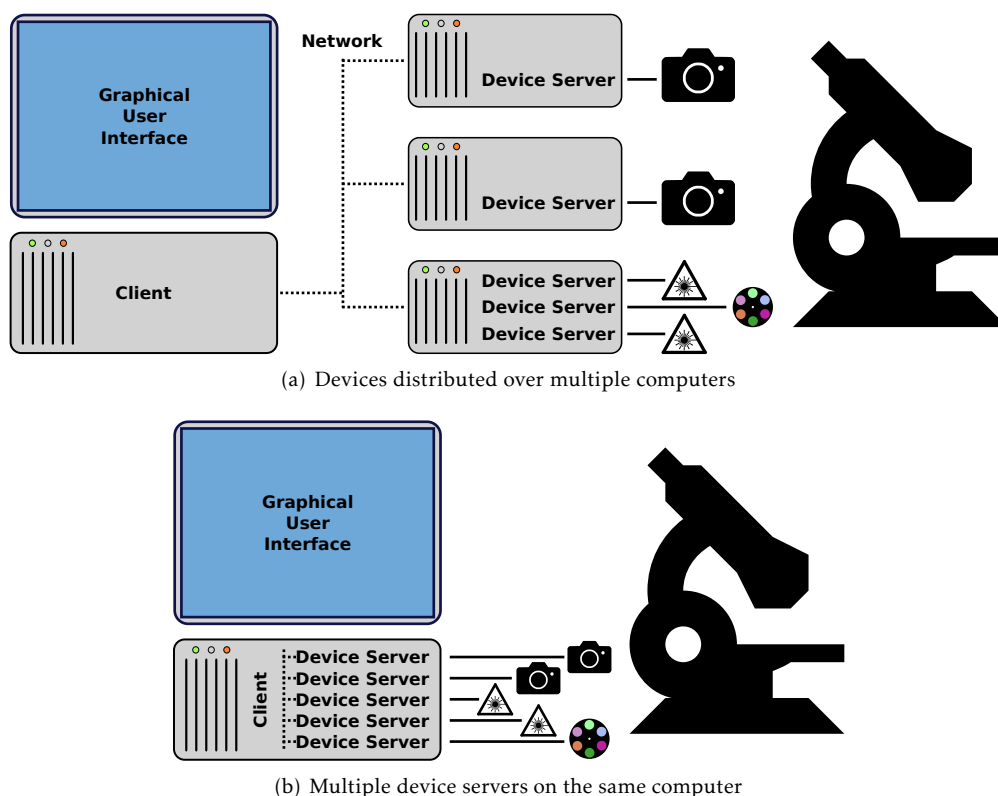 Graphical
User
Interface
Client
Network
Device Server
Device Server
Device Server
Device Server
Device Server
(a) Devices distributed over multiple computers
Graphical
User
Interface
Client
Device Server
Device Server
Device Server
Device Server
Device Server
(b) Multiple device servers on the same computer